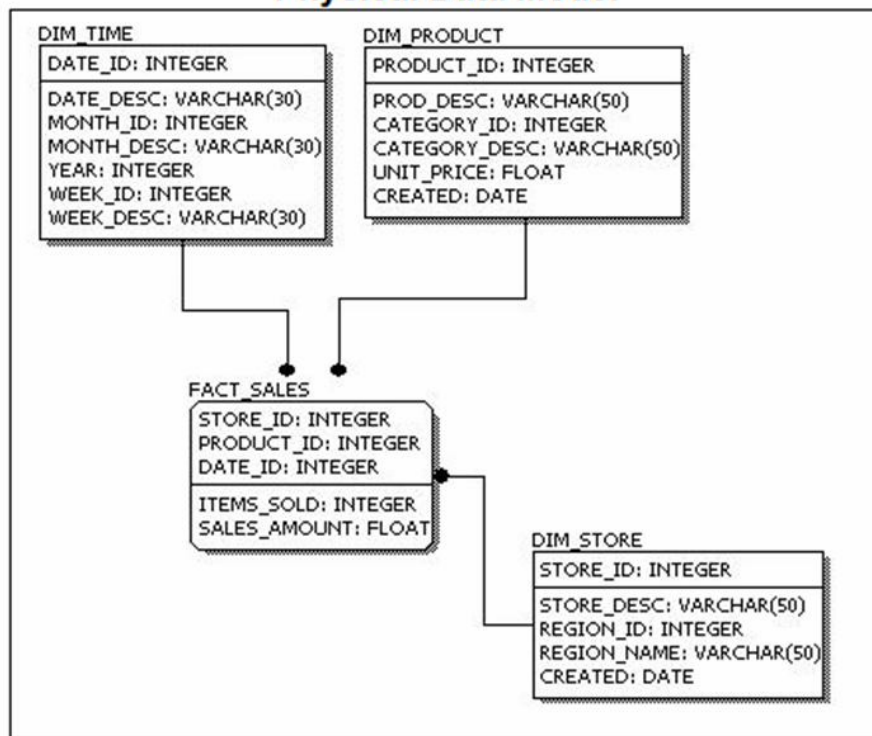 Physical Data Model
DIM_TIME
DATE_ID: INTEGER
DATE_DESC: VARCHAR(30)
MONTH_ID: INTEGER
MONTH_DESC: VARCHAR(30)
YEAR: INTEGER
WEEK_ID: INTEGER
WEEK_DESC: VARCHAR(30)
DIM_PRODUCT
PRODUCT_ID: INTEGER
PROD_DESC: VARCHAR(50)
CATEGORY_ID: INTEGER
CATEGORY_DESC: VARCHAR(50)
UNIT_PRICE: FLOAT
CREATED: DATE
FACT_SALES
STORE_ID: INTEGER
PRODUCT_ID: INTEGER
DATE_ID: INTEGER
ITEMS_SOLD: INTEGER
SALES_AMOUNT: FLOAT
DIM_STORE
STORE_ID: INTEGER
STORE_DESC: VARCHAR(50)
REGION_ID: INTEGER
REGION_NAME: VARCHAR(50)
CREATED: DATE